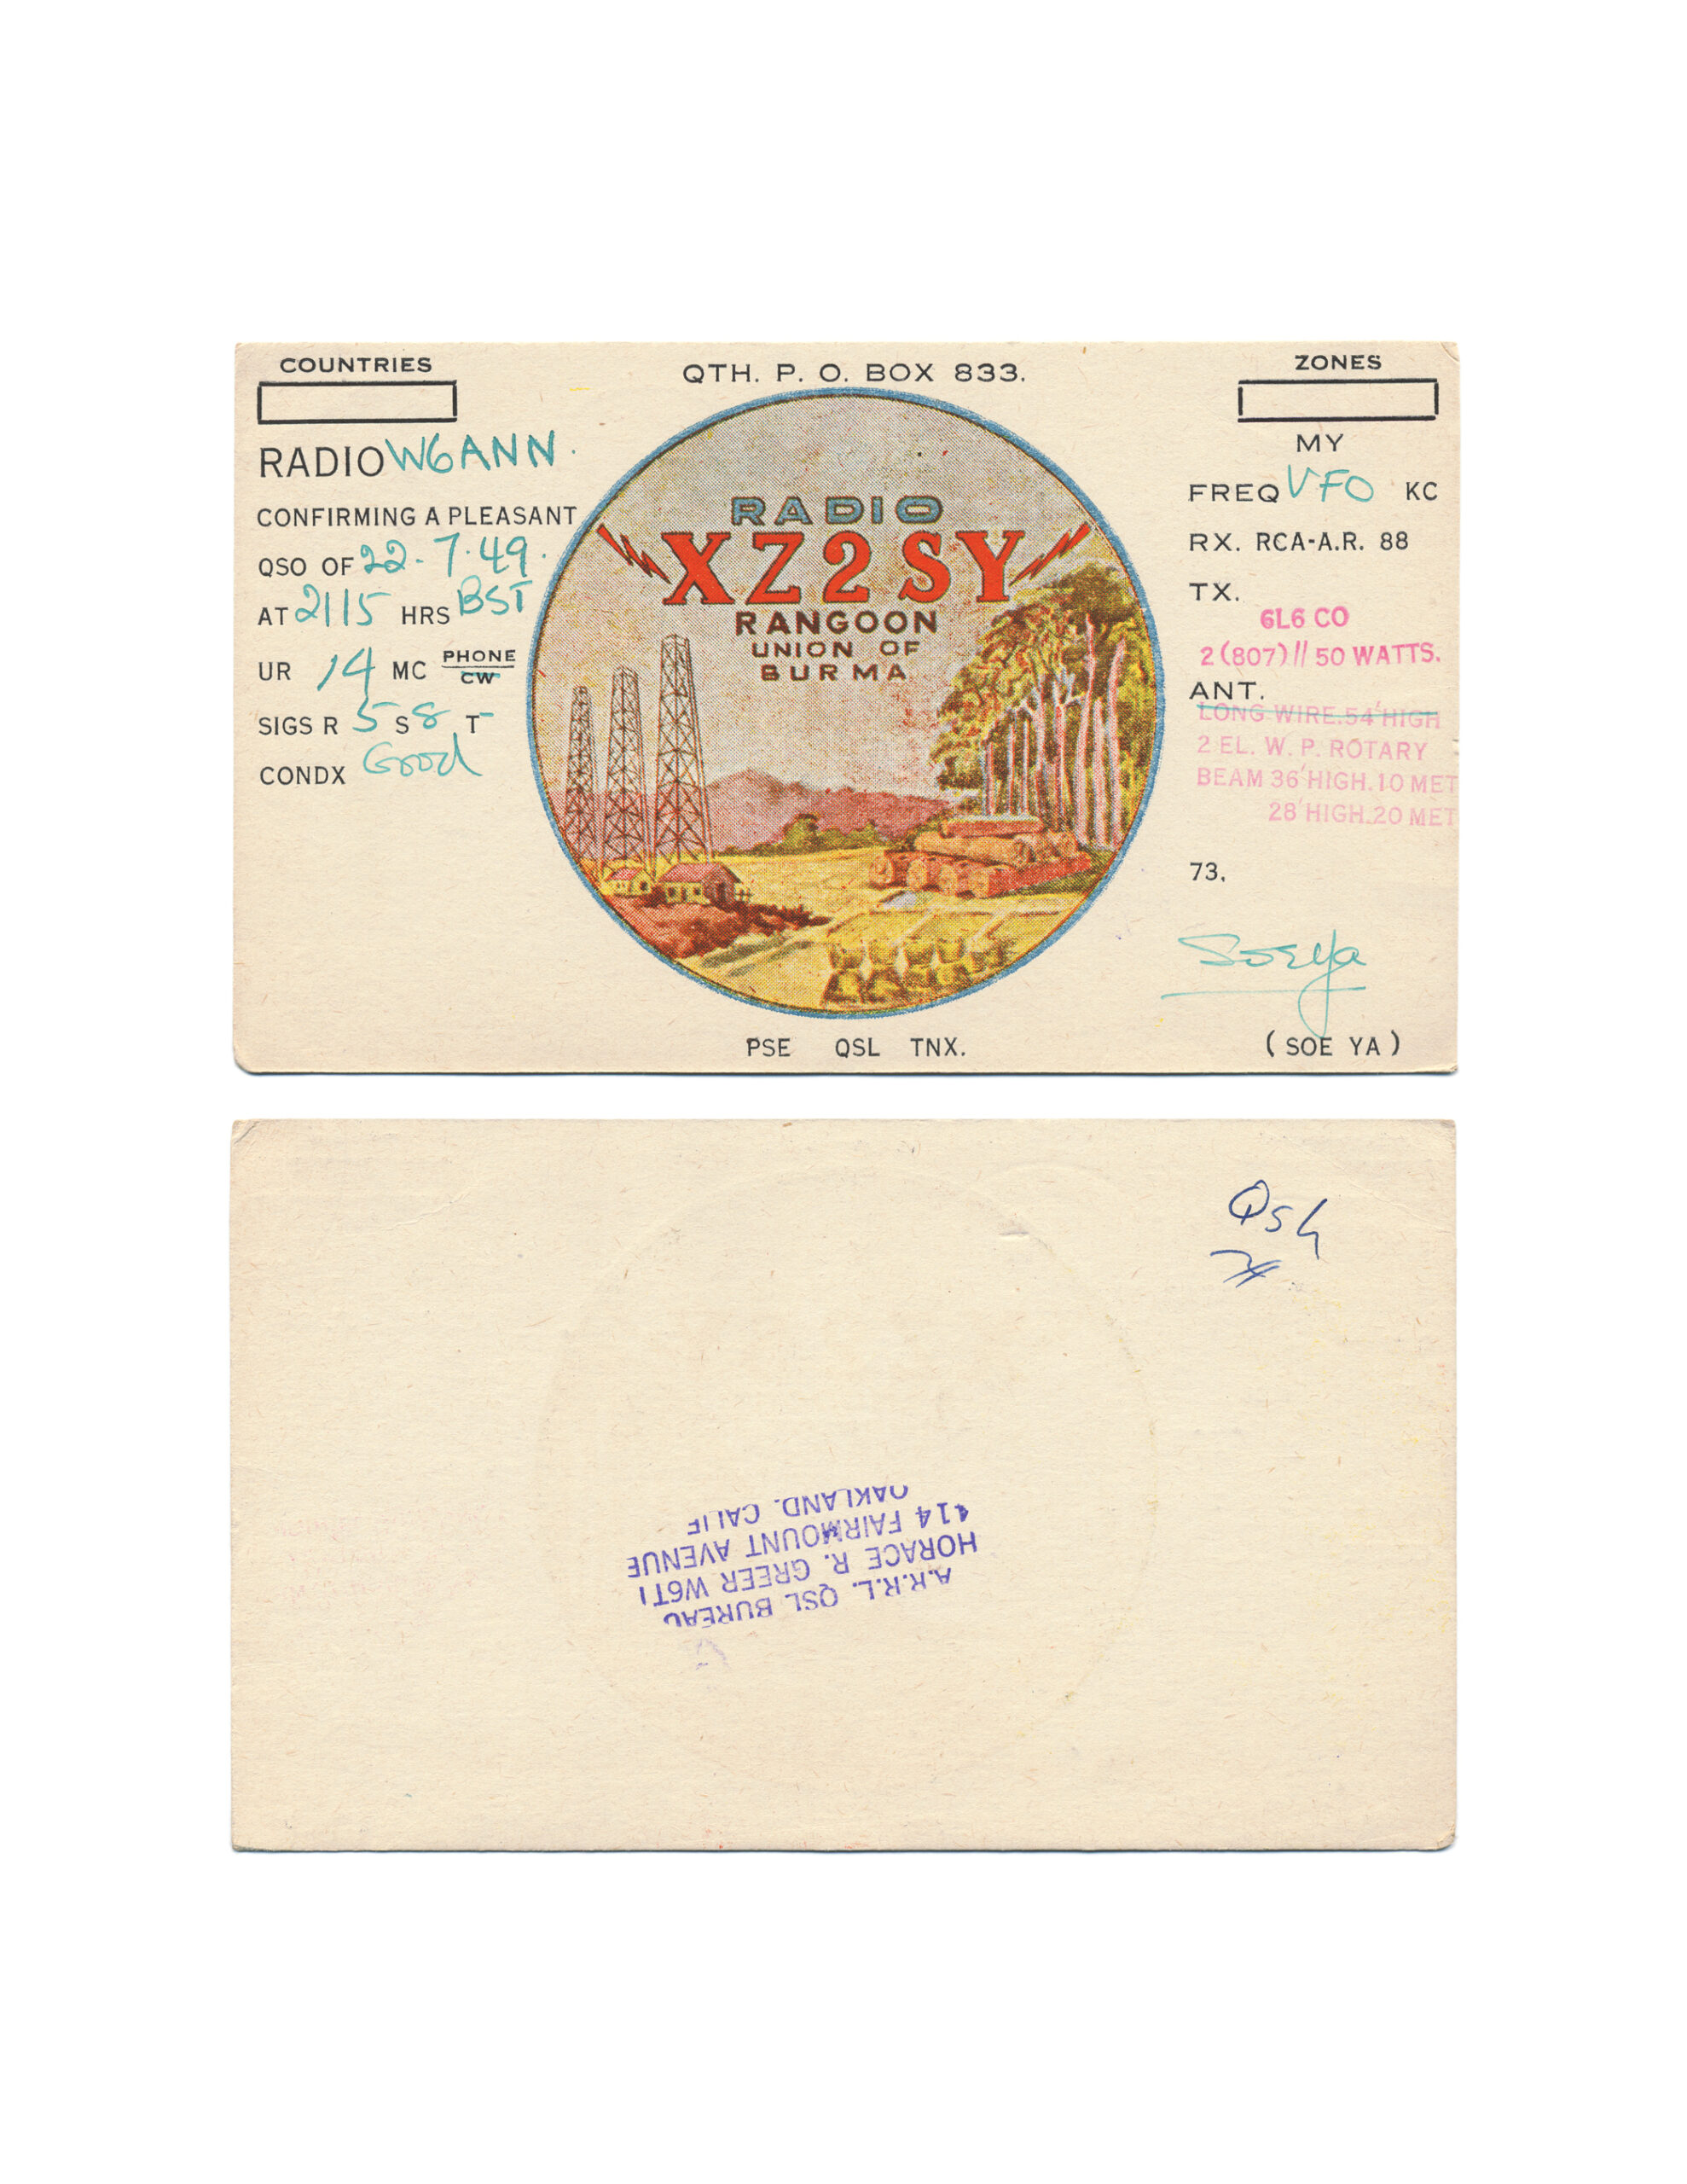 COUNTRIES
QTH. P. O. BOX 833.
ZONES
RADIO W6ANN.
CONFIRMING A PLEASANT
QSO OF 22-7-49.
AT 2115 HRS BST
UR 14 MC PHONE
CW
SIGS R 5 S 8 T -
CONDX Good
RADIO
XZ2SY
RANGOON
UNION OF
BURMA
MY
FREQ VFO KC
RX. RCA-A.R. 88
TX.
6L6 CO
2(807)// 50 WATTS.
ANT.
LONG WIRE.54'HIGH
2 EL. W. P. ROTARY
BEAM 36'HIGH.10 MET
28'HIGH.20 MET
73,
Soe Ya
(SOE YA)
PSE QSL TNX.
A.R.R.L. QSL BUREAU
HORACE R. GREER W6TI
414 FAIRMOUNT AVENUE
OAKLAND. CALIF